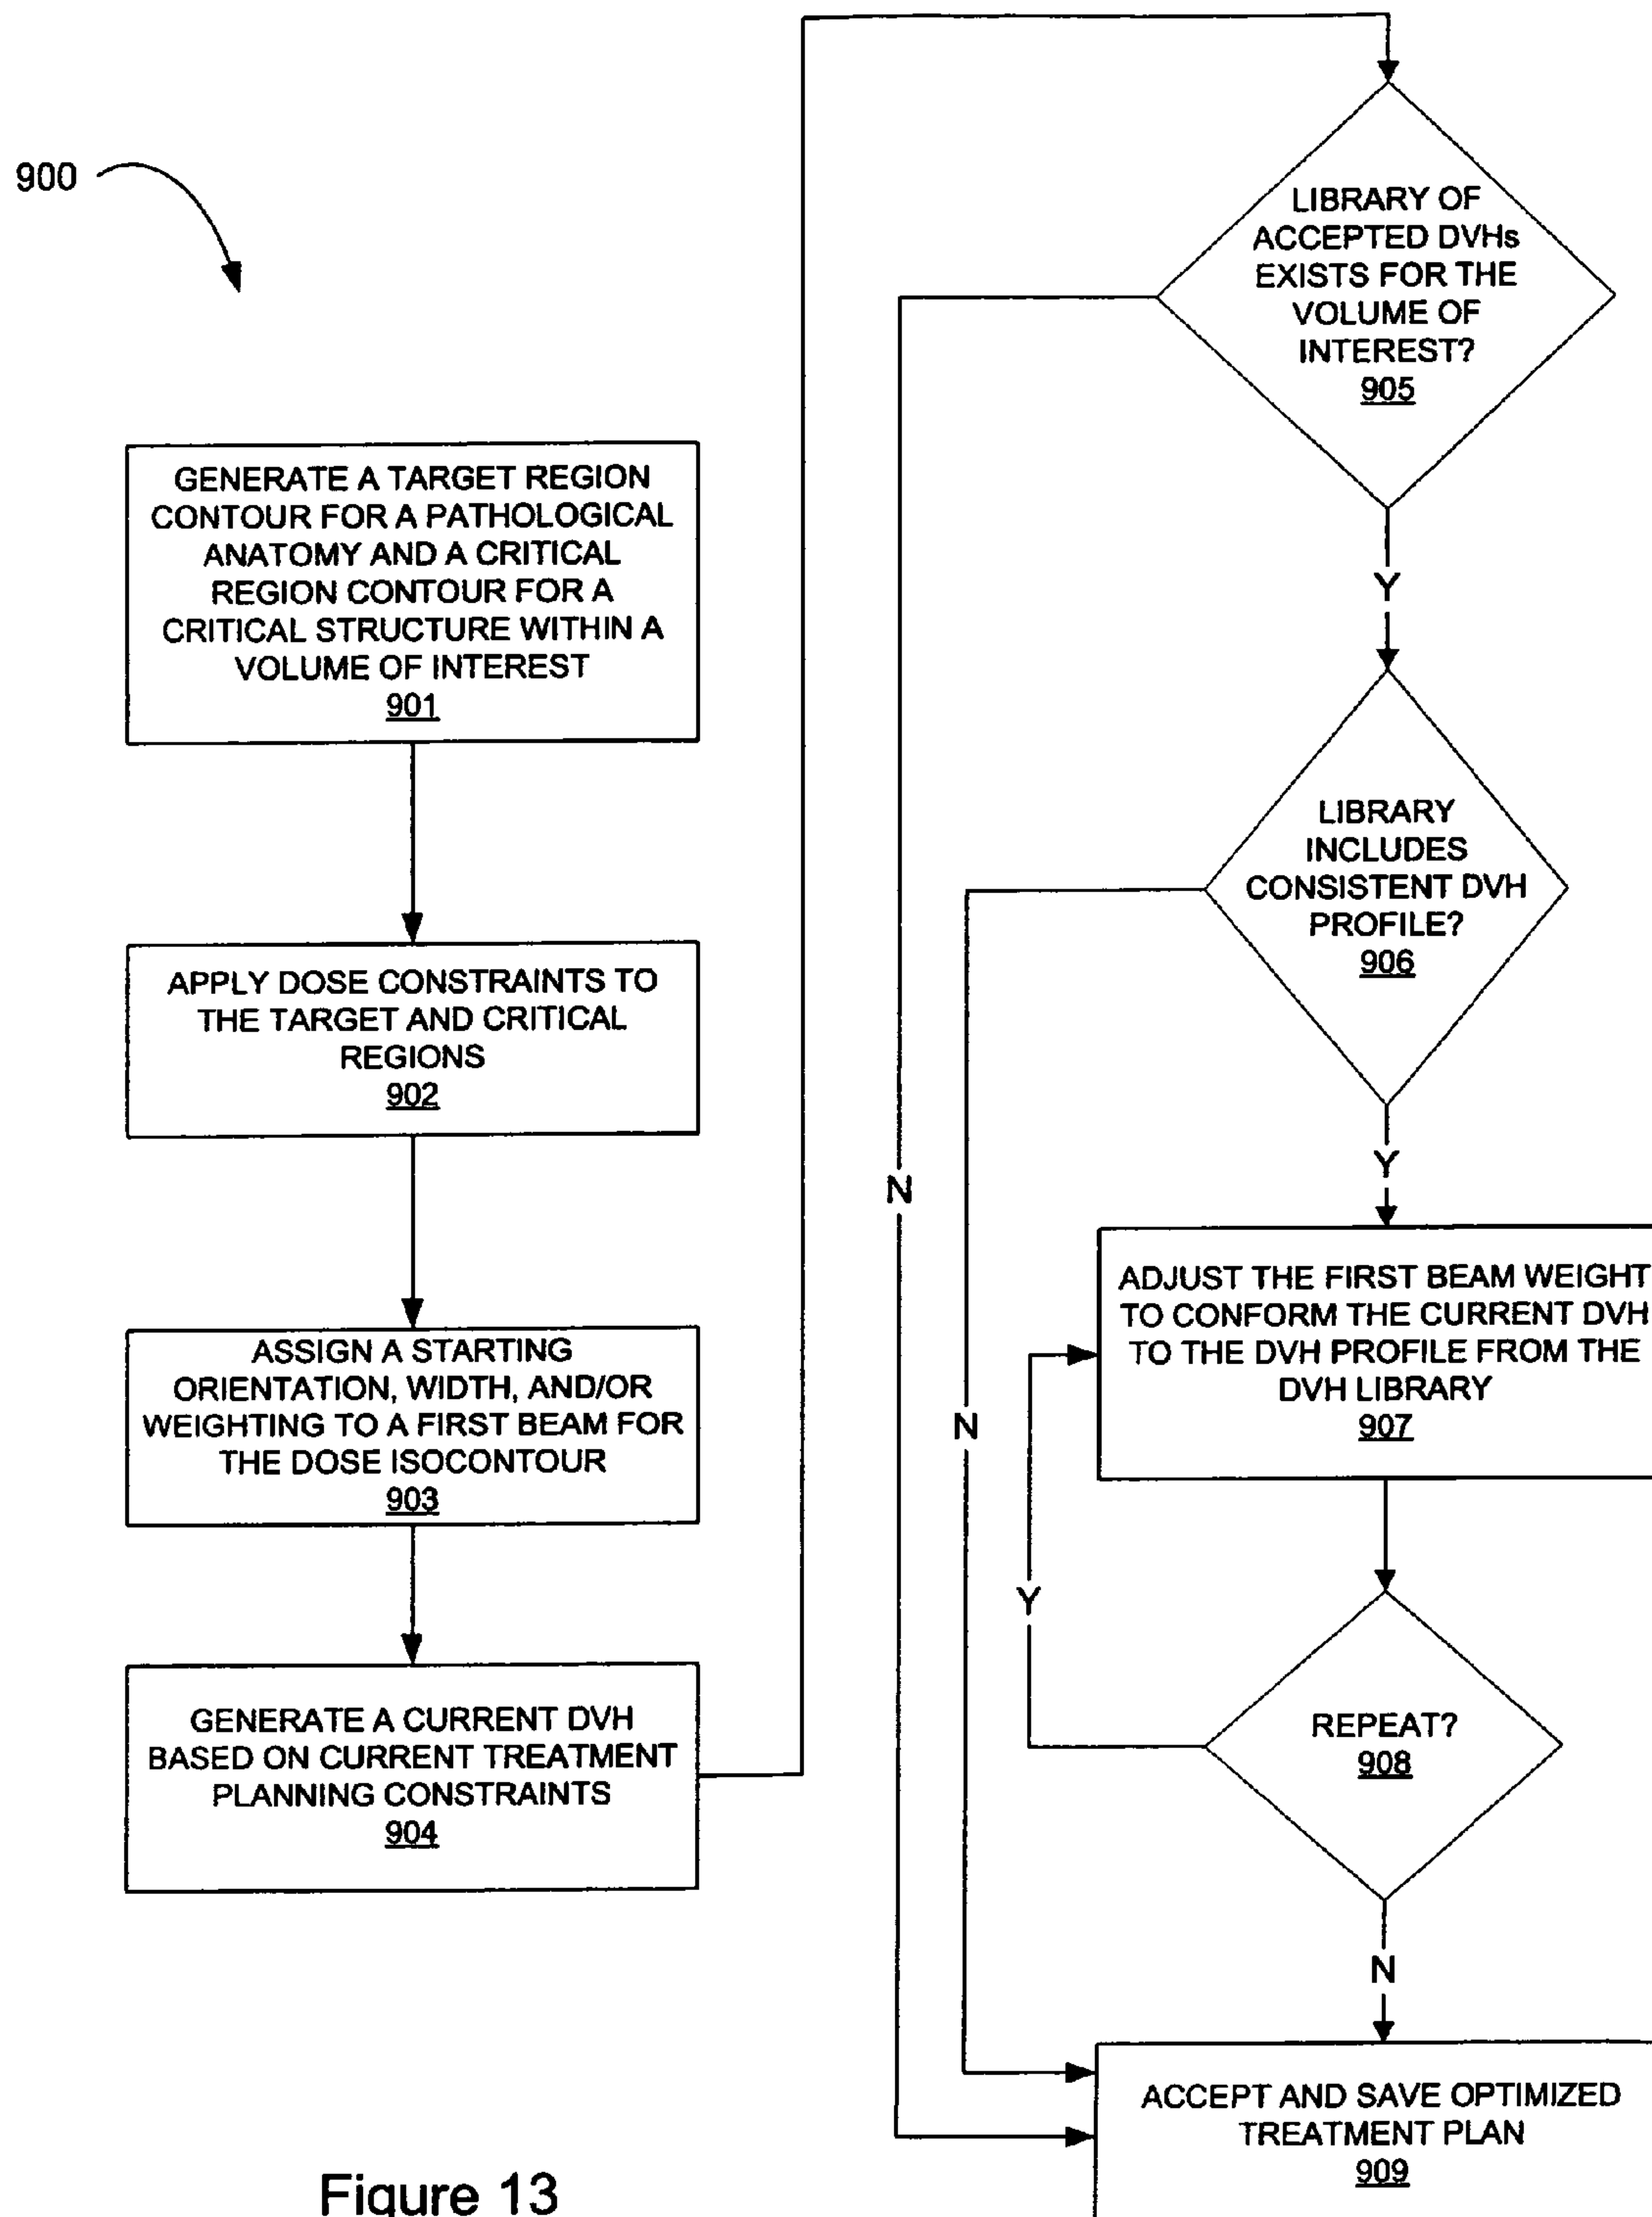 900
GENERATE A TARGET REGION
CONTOUR FOR A PATHOLOGICAL
ANATOMY AND A CRITICAL
REGION CONTOUR FOR A
CRITICAL STRUCTURE WITHIN A
VOLUME OF INTEREST
901
APPLY DOSE CONSTRAINTS TO
THE TARGET AND CRITICAL
REGIONS
902
ASSIGN A STARTING
ORIENTATION, WIDTH, AND/OR
WEIGHTING TO A FIRST BEAM FOR
THE DOSE ISOCONTOUR
903
GENERATE A CURRENT DVH
BASED ON CURRENT TREATMENT
PLANNING CONSTRAINTS
904
LIBRARY OF
ACCEPTED DVHs
EXISTS FOR THE
VOLUME OF
INTEREST?
905
Y
N
LIBRARY
INCLUDES
CONSISTENT DVH
PROFILE?
906
Y
N
ADJUST THE FIRST BEAM WEIGHT
TO CONFORM THE CURRENT DVH
TO THE DVH PROFILE FROM THE
DVH LIBRARY
907
Y
REPEAT?
908
N
ACCEPT AND SAVE OPTIMIZED
TREATMENT PLAN
909
Figure 13